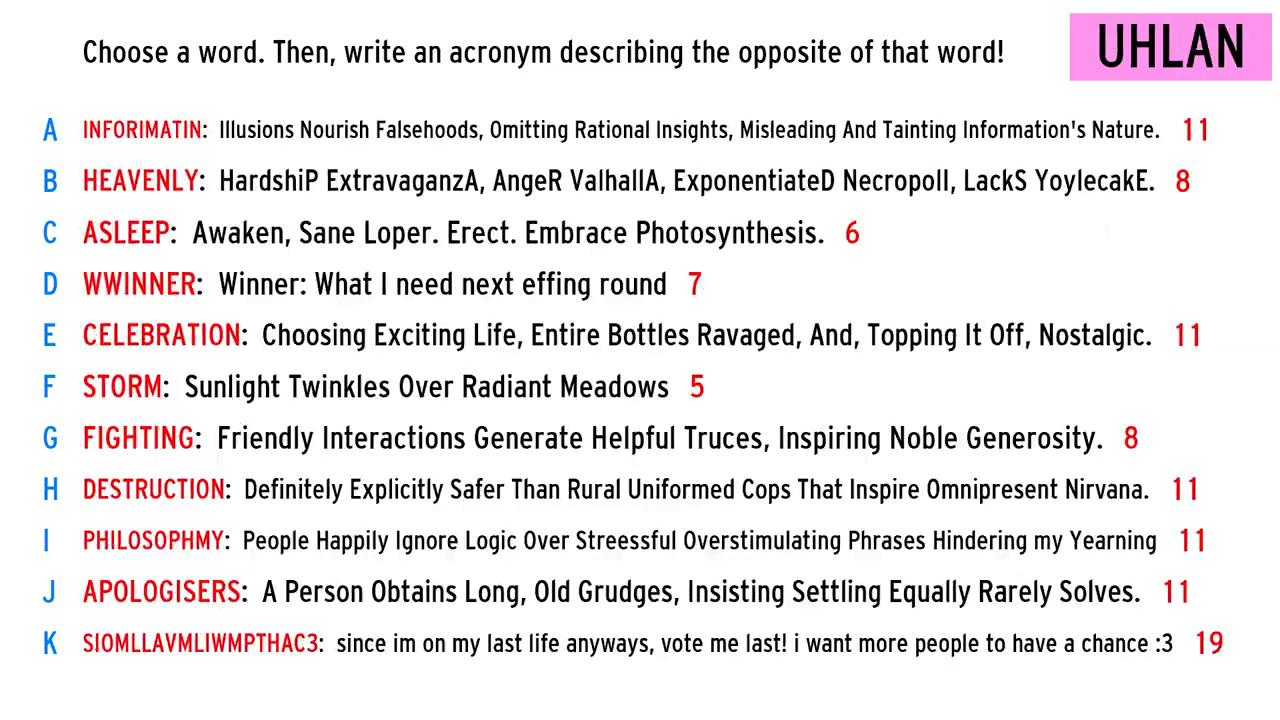 Choose a word. Then, write an acronym describing the opposite of that word!
UHLAN
A INFORIMATIN: Illusions Nourish Falsehoods, Omitting Rational Insights, Misleading And Tainting Information's Nature. 11
B HEAVENLY: HardshiP ExtravaganzA, AngeR ValhallA, ExponentiateD NecropolI, LackS YoylecakE. 8
C ASLEEP: Awaken, Sane Loper. Erect. Embrace Photosynthesis. 6
D WWINNER: Winner: What I need next effing round 7
E CELEBRATION: Choosing Exciting Life, Entire Bottles Ravaged, And, Topping It Off, Nostalgic. 11
F STORM: Sunlight Twinkles Over Radiant Meadows 5
G FIGHTING: Friendly Interactions Generate Helpful Truces, Inspiring Noble Generosity. 8
H DESTRUCTION: Definitely Explicitly Safer Than Rural Uniformed Cops That Inspire Omnipresent Nirvana. 11
I PHILOSOPHMY: People Happily Ignore Logic Over Streessful Overstimulating Phrases Hindering my Yearning 11
J APOLOGISERS: A Person Obtains Long, Old Grudges, Insisting Settling Equally Rarely Solves. 11
K SIOMLLAVMLIWMPTHAC3: since im on my last life anyways, vote me last! i want more people to have a chance :3 19